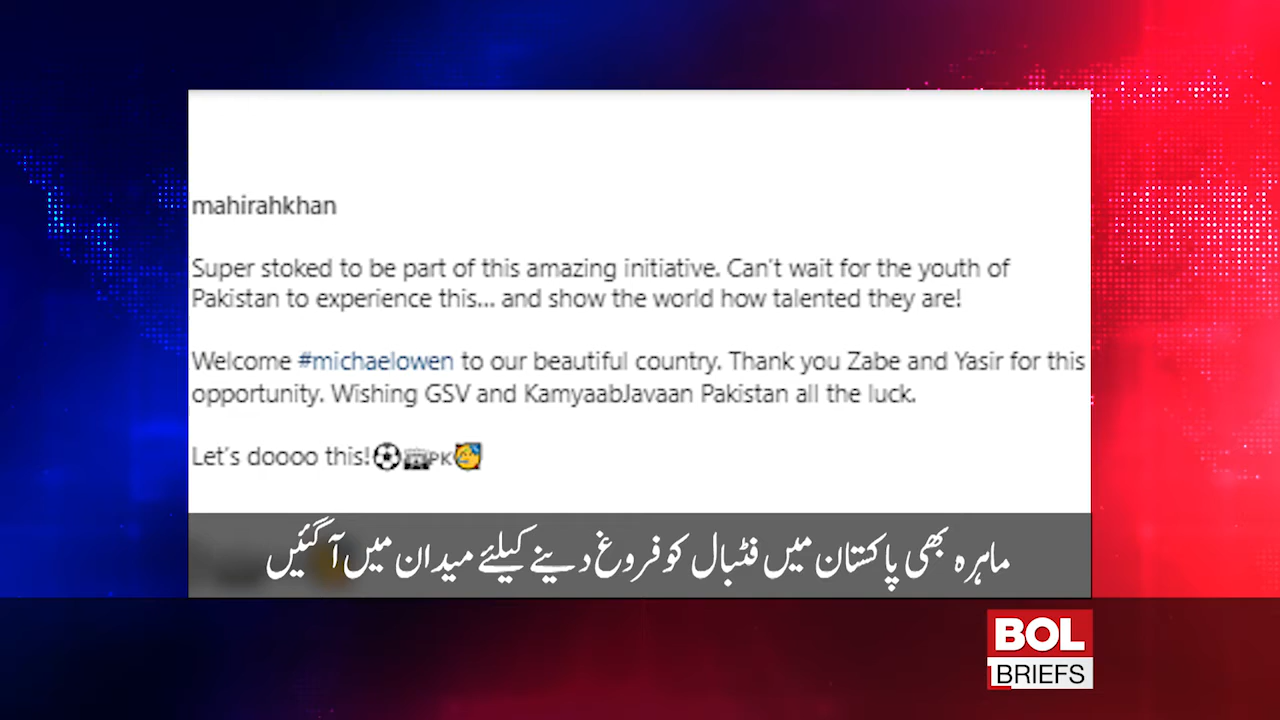 mahirahkhan
Super stoked to be part of this amazing initiative. Can't wait for the youth of
Pakistan to experience this... and show the world how talented they are!
Welcome #michaelowen to our beautiful country. Thank you Zabe and Yasir for this
opportunity. Wishing GSV and KamyaabJavaan Pakistan all the luck.
Let's doooo this!⚽🏟PK🥳
ماہرہ بھی پاکستان میں فٹبال کو فروغ دینے کیلئے میدان میں آ گئیں
BOL
BRIEFS